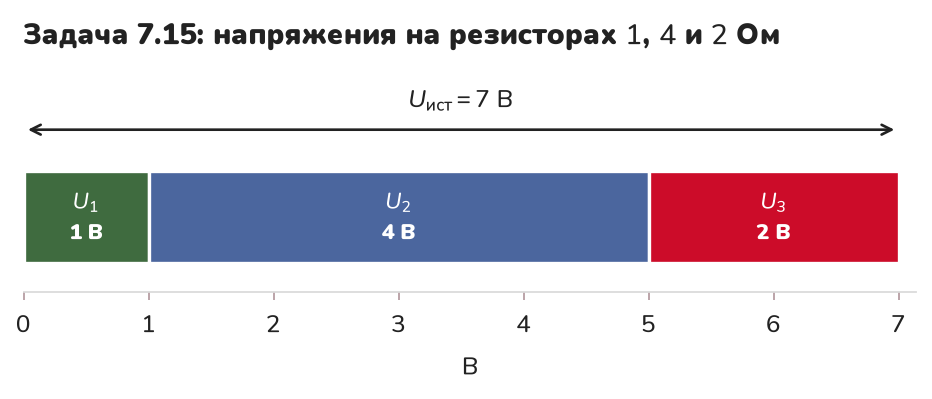 Задача 7.15: напряжения на резисторах 1, 4 и 2 Ом
Uист = 7 В
U1
1 В
U2
4 В
U3
2 В
0 1 2 3 4 5 6 7
В